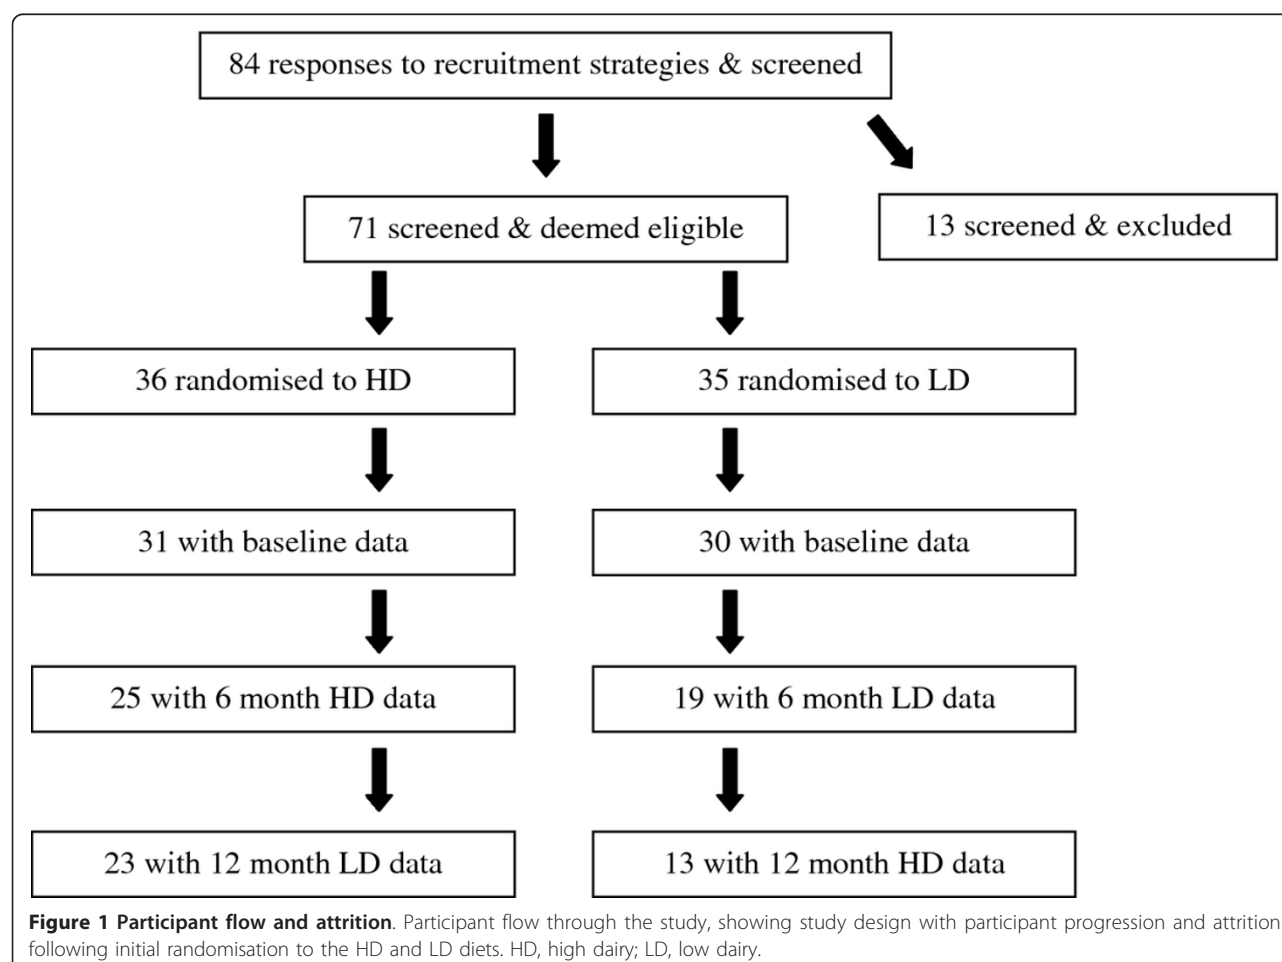 84 responses to recruitment strategies & screened
71 screened & deemed eligible
13 screened & excluded
36 randomised to HD
35 randomised to LD
31 with baseline data
30 with baseline data
25 with 6 month HD data
19 with 6 month LD data
23 with 12 month LD data
13 with 12 month HD data
Figure 1 Participant flow and attrition. Participant flow through the study, showing study design with participant progression and attrition
following initial randomisation to the HD and LD diets. HD, high dairy; LD, low dairy.